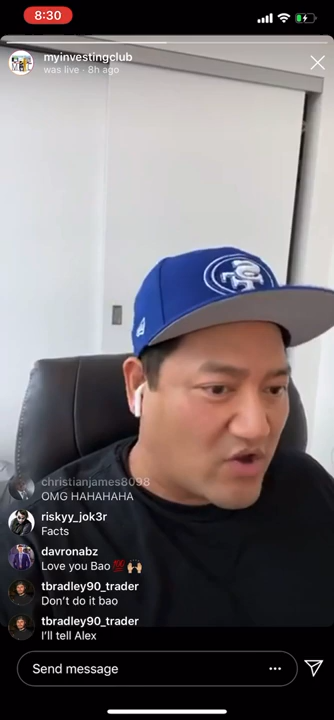 8:30
myinvestingclub
was live · 8h ago
christianjames8098
OMG HAHAHAHA
riskyy_jok3r
Facts
davronabz
Love you Bao 💯🙌🏼
tbradley90_trader
Don't do it bao
tbradley90_trader
I'll tell Alex
Send message